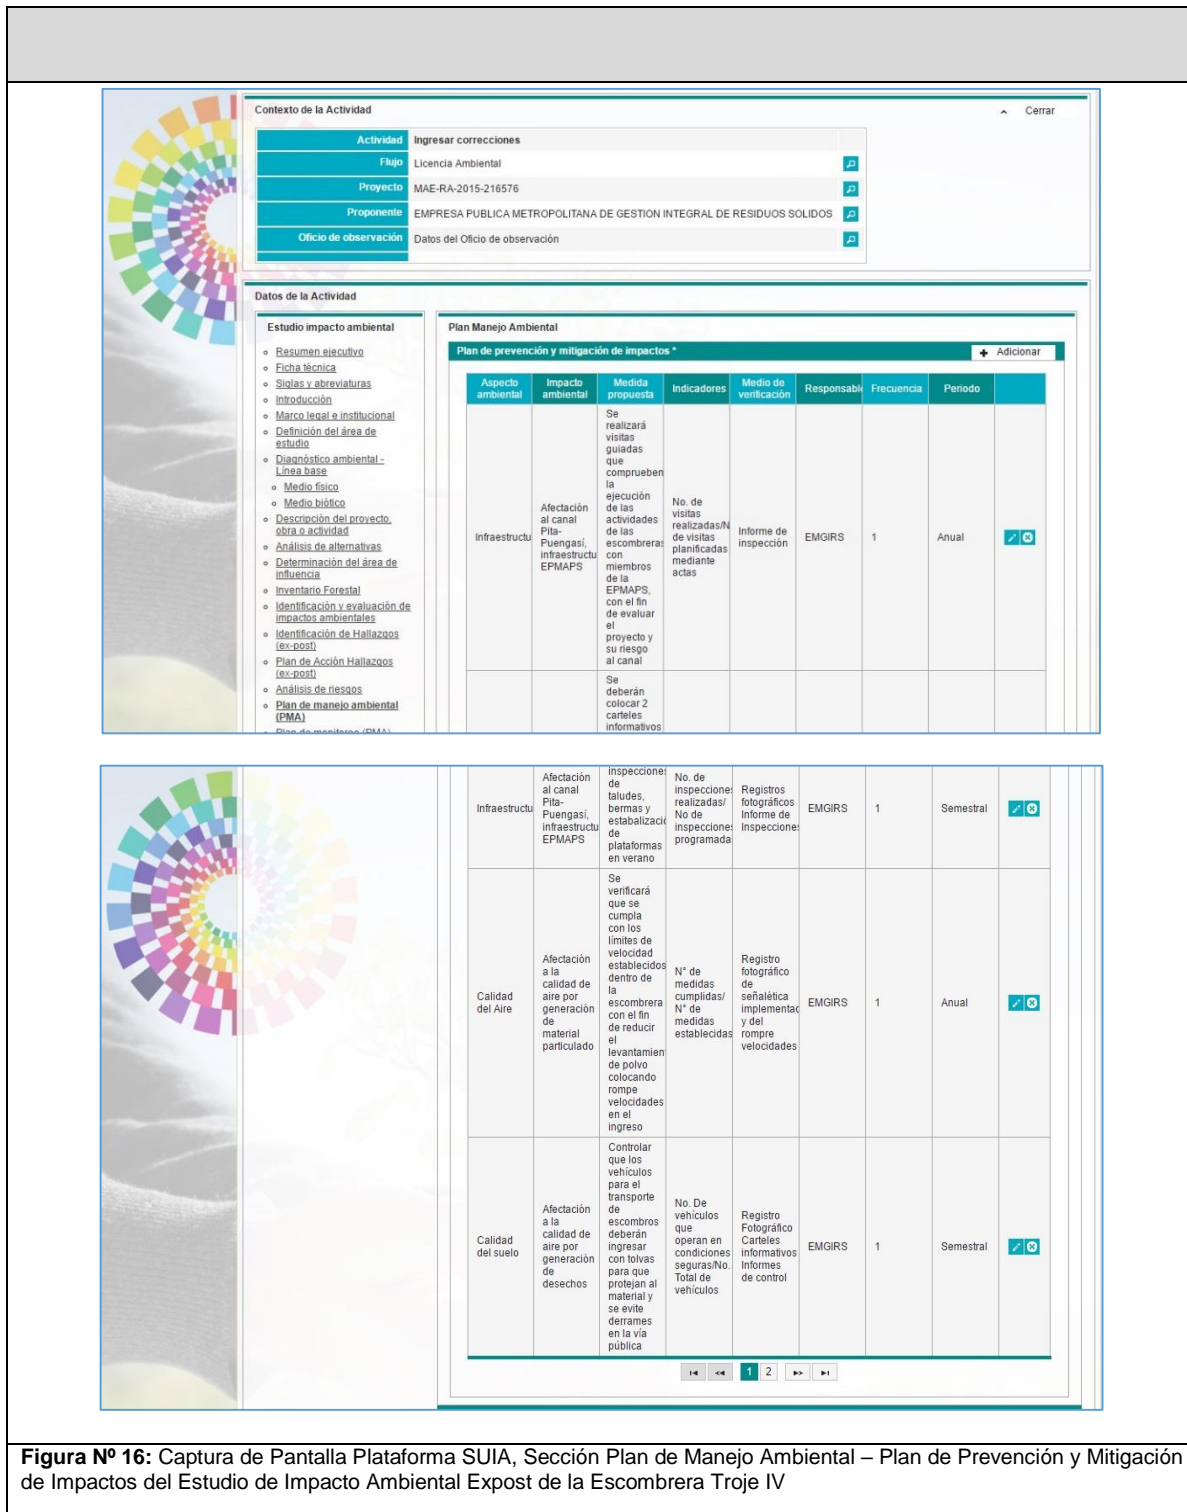 Contexto de la Actividad
Cerrar
Actividad Ingresar correcciones
Flujo Licencia Ambiental
Proyecto MAE-RA-2015-216576
Proponente EMPRESA PUBLICA METROPOLITANA DE GESTION INTEGRAL DE RESIDUOS SOLIDOS
Oficio de observación Datos del Oficio de observación
Datos de la Actividad
Estudio impacto ambiental
Resumen ejecutivo
Ficha técnica
Siglas y abreviaturas
Introducción
Marco legal e institucional
Definición del área de
estudio
Diagnóstico ambiental -
Línea base
Medio físico
Medio biótico
Descripción del proyecto,
obra o actividad
Análisis de alternativas
Determinación del área de
influencia
Inventario Forestal
Identificación y evaluación de
impactos ambientales
Identificación de Hallazgos
(ex-post)
Plan de Acción Hallazgos
(ex-post)
Análisis de riesgos
Plan de manejo ambiental
(PMA)
Plan de monitoreo (PMA)
Plan Manejo Ambiental
Plan de prevención y mitigación de impactos *
Adicionar
Aspecto
ambiental
Impacto
ambiental
Medida
propuesta
Indicadores
Medio de
verificación
Responsabl
Frecuencia
Periodo
Infraestructu
Afectación
al canal
Pita-
Puengasí,
infraestructu
EPMAPS
Se
realizará
visitas
guiadas
que
comprueben
la
ejecución
de las
actividades
de las
escombreras
con
miembros
de la
EPMAPS,
con el fin
de evaluar
el
proyecto y
su riesgo
al canal
No. de
visitas
realizadas/N
de visitas
planificadas
mediante
actas
Informe de
inspección
EMGIRS
1
Anual
Se
deberán
colocar 2
carteles
informativos
Infraestructu
Afectación
al canal
Pita-
Puengasí,
infraestructu
EPMAPS
inspecciones
de
taludes,
bermas y
estabalizació
de
plataformas
en verano
No. de
inspecciones
realizadas/
No de
inspecciones
programada
Registros
fotográficos
Informe de
Inspecciones
EMGIRS
1
Semestral
Calidad
del Aire
Afectación
a la
calidad de
aire por
generación
de
material
particulado
Se
verificará
que se
cumpla
con los
límites de
velocidad
establecidos
dentro de
la
escombrera
con el fin
de reducir
el
levantamien
de polvo
colocando
rompe
velocidades
en el
ingreso
N° de
medidas
cumplidas/
N° de
medidas
establecidas
Registro
fotográfico
de
señalética
implementac
y del
rompre
velocidades
EMGIRS
1
Anual
Calidad
del suelo
Afectación
a la
calidad de
aire por
generación
de
desechos
Controlar
que los
vehículos
para el
transporte
de
escombros
deberán
ingresar
con tolvas
para que
protejan al
material y
se evite
derrames
en la vía
pública
No. De
vehículos
que
operan en
condiciones
seguras/No.
Total de
vehículos
Registro
Fotográfico
Carteles
informativos
Informes
de control
EMGIRS
1
Semestral
1 2
Figura Nº 16: Captura de Pantalla Plataforma SUIA, Sección Plan de Manejo Ambiental – Plan de Prevención y Mitigación
de Impactos del Estudio de Impacto Ambiental Expost de la Escombrera Troje IV